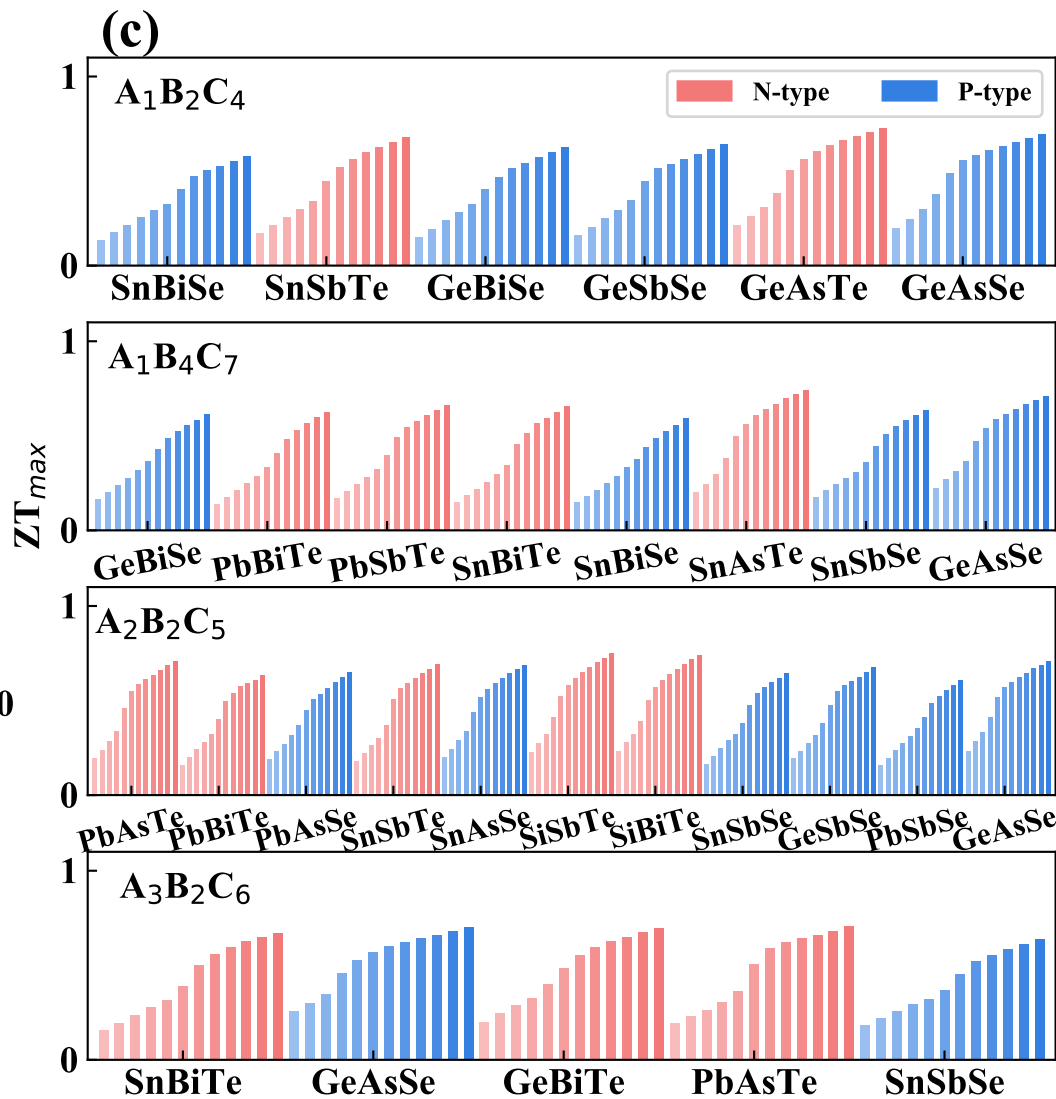 (c)
1
A₁B₂C₄
N-type P-type
0
SnBiSe SnSbTe GeBiSe GeSbSe GeAsTe GeAsSe
1
A₁B₄C₇
ZTₘₐₓ
0
GeBiSe PbBiTe PbSbTe SnBiTe SnBiSe SnAsTe SnSbSe GeAsSe
1
A₂B₂C₅
0
0
PbAsTe PbBiTe PbAsSe SnSbTe SnAsSe SiSbTe SiBiTe SnSbSe GeSbSe PbSbSe GeAsSe
1
A₃B₂C₆
0
SnBiTe GeAsSe GeBiTe PbAsTe SnSbSe